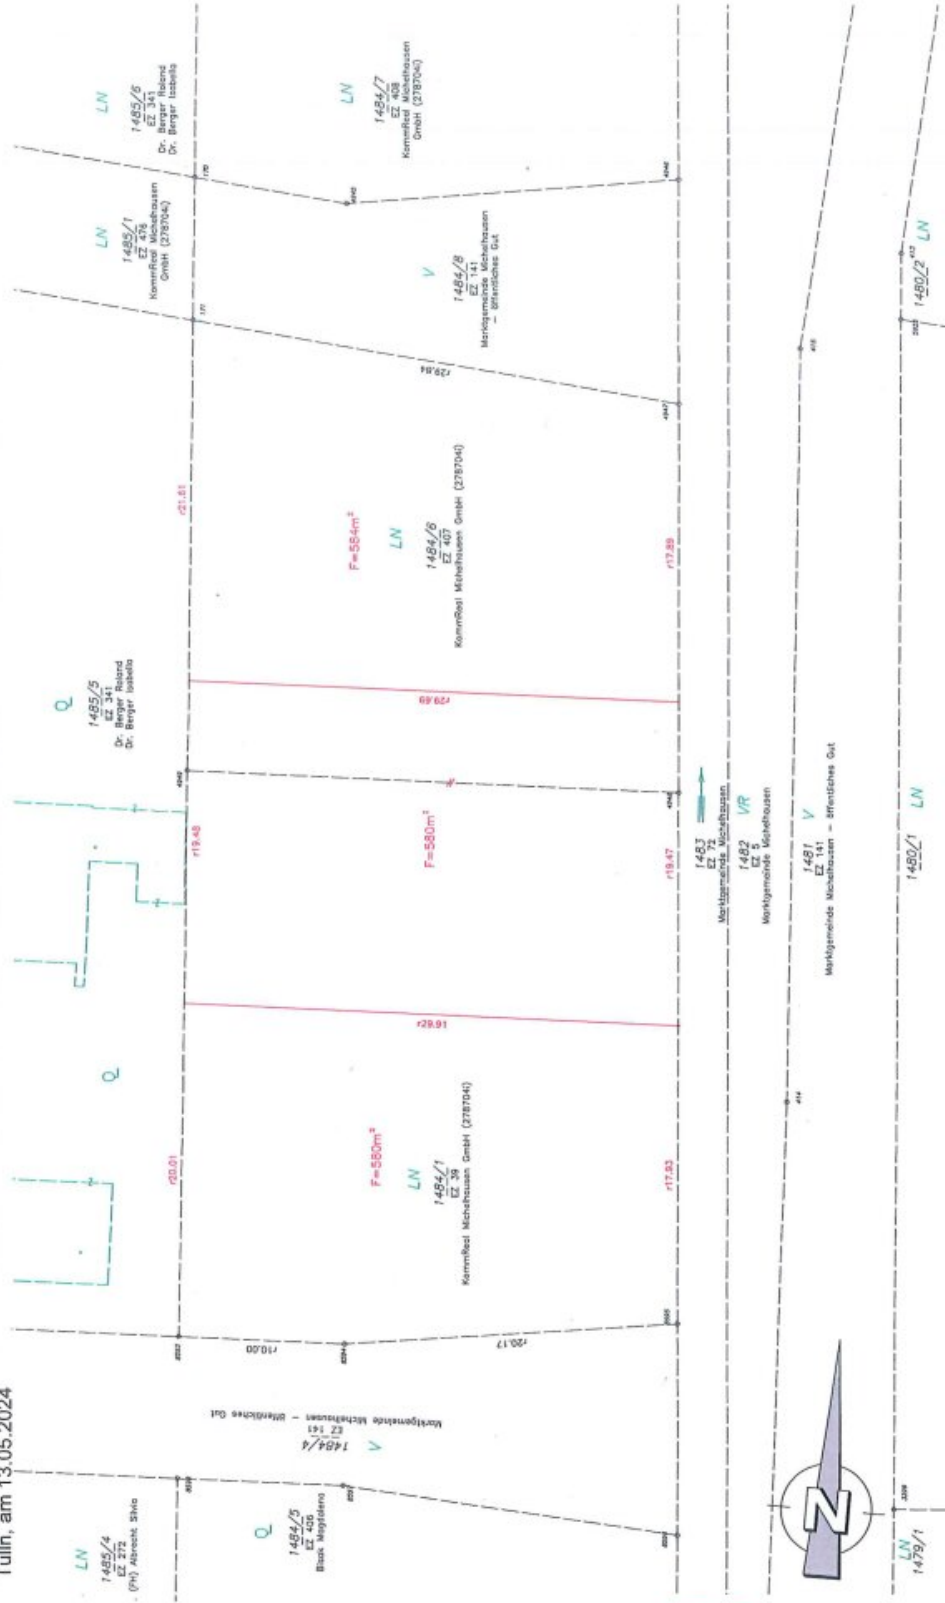 Tulln, am 13.05.2024
LN
1485/4
EZ 272
(FH) Albrecht Silvia
Q
1484/5
EZ 406
1484/4
EZ 141
Marktgemeinde Michelhausen – öffentliches Gut
V
Q
Q
1485/5
EZ 341
Dr. Berger Roland
Dr. Berger Isabella
LN
1485/1
EZ 476
KommReal Michelhausen
GmbH (278704i)
LN
1485/6
EZ 341
Dr. Berger Roland
Dr. Berger Isabella
r20.01
r19.48
r21.61
170
171
r10.00
r20.17
F=580m²
LN
1484/1
EZ 39
KommReal Michelhausen GmbH (278704i)
r29.91
F=580m²
r29.69
F=584m²
LN
1484/6
EZ 407
KommReal Michelhausen GmbH (278704i)
r29.84
V
1484/8
EZ 141
Marktgemeinde Michelhausen
– öffentliches Gut
LN
1484/7
EZ 408
KommReal Michelhausen
GmbH (278704i)
r17.93
r19.47
r17.89
4948
4947
4946
1483
EZ 72
Marktgemeinde Michelhausen
1482 VR
EZ 5
Marktgemeinde Michelhausen
1481 V
EZ 141
Marktgemeinde Michelhausen – öffentliches Gut
414
415
N
LN
1479/1
1480/1 LN
1480/2 LN